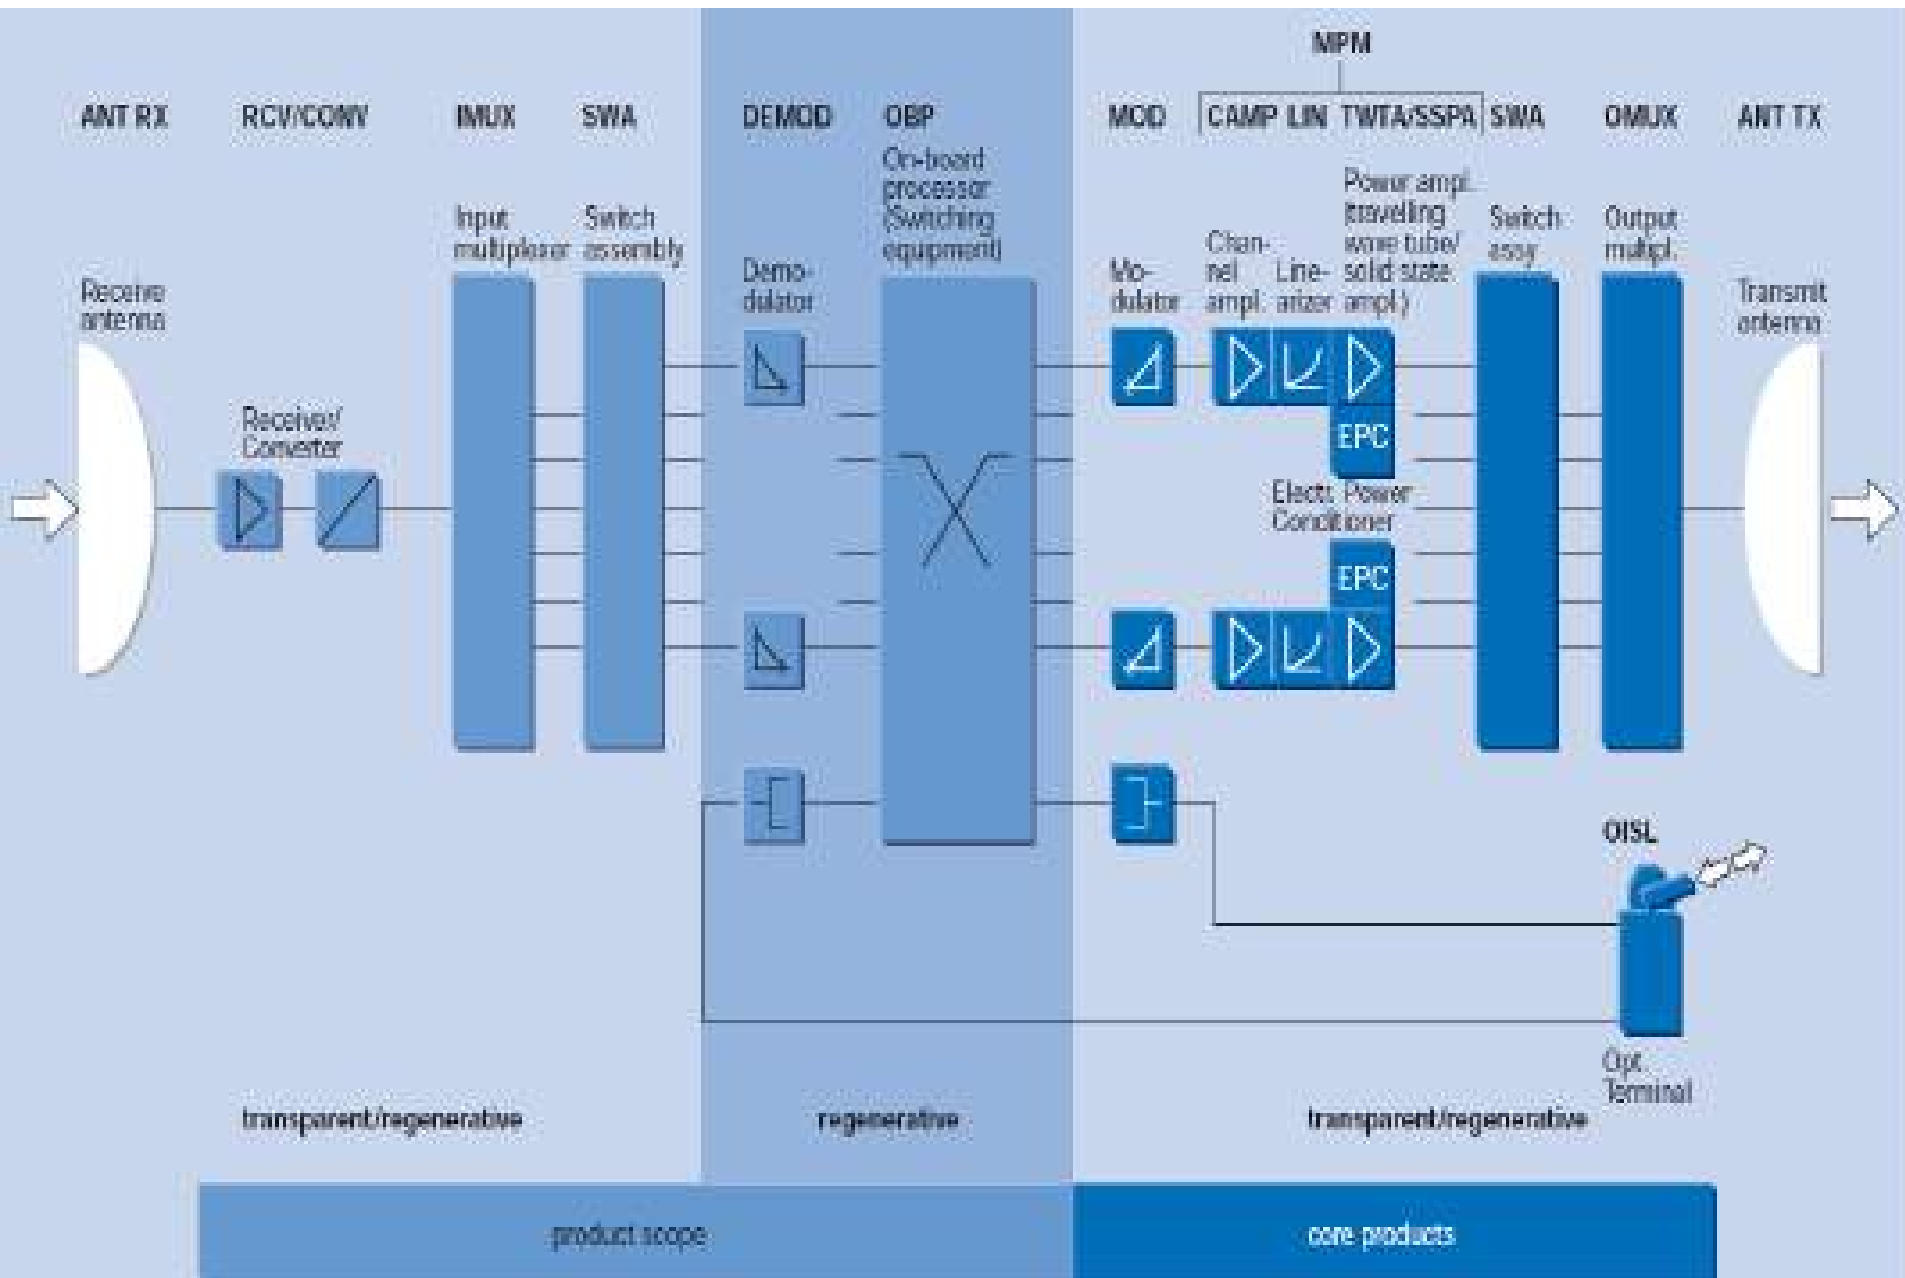 MPM
ANT RX
RCV/CONV
IMUX
SWA
DEMOD
OBP
MOD
CAMP LIN TWTA/SSPA
SWA
OMUX
ANT TX
Receive
antenna
Receiver/
Converter
Input
multiplexer
Switch
assembly
Demo-
dulator
On-board
processor
(Switching
equipment)
Mo-
dulator
Chan-
nel
ampl.
Line-
arizer
Power ampl.
travelling
wave tube/
solid state
ampl.)
Switch
assy
Output
multipl.
Transmit
antenna
EPC
Electr. Power
Conditioner
EPC
OISL
Opt.
Terminal
transparent/regenerative
regenerative
transparent/regenerative
product scope
core products